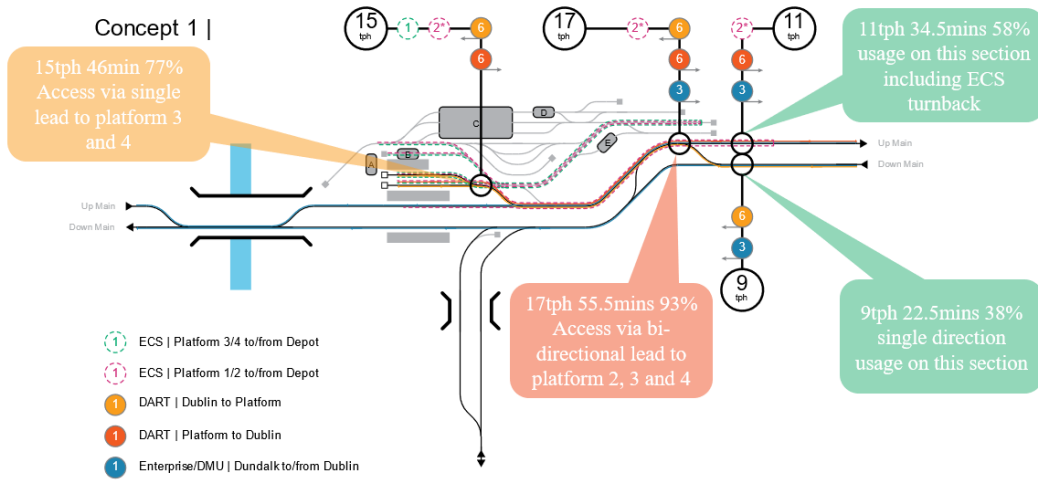 Concept 1 |
15
tph
1
2*
6
6
17
tph
2*
6
6
3
11
tph
2*
6
3
15tph 46min 77%
Access via single
lead to platform 3
and 4
11tph 34.5mins 58%
usage on this section
including ECS
turnback
A
B
C
D
E
Up Main
Down Main
Up Main
Down Main
6
3
9
tph
17tph 55.5mins 93%
Access via bi-
directional lead to
platform 2, 3 and 4
9tph 22.5mins 38%
single direction
usage on this section
1 ECS | Platform 3/4 to/from Depot
1 ECS | Platform 1/2 to/from Depot
1 DART | Dublin to Platform
1 DART | Platform to Dublin
1 Enterprise/DMU | Dundalk to/from Dublin